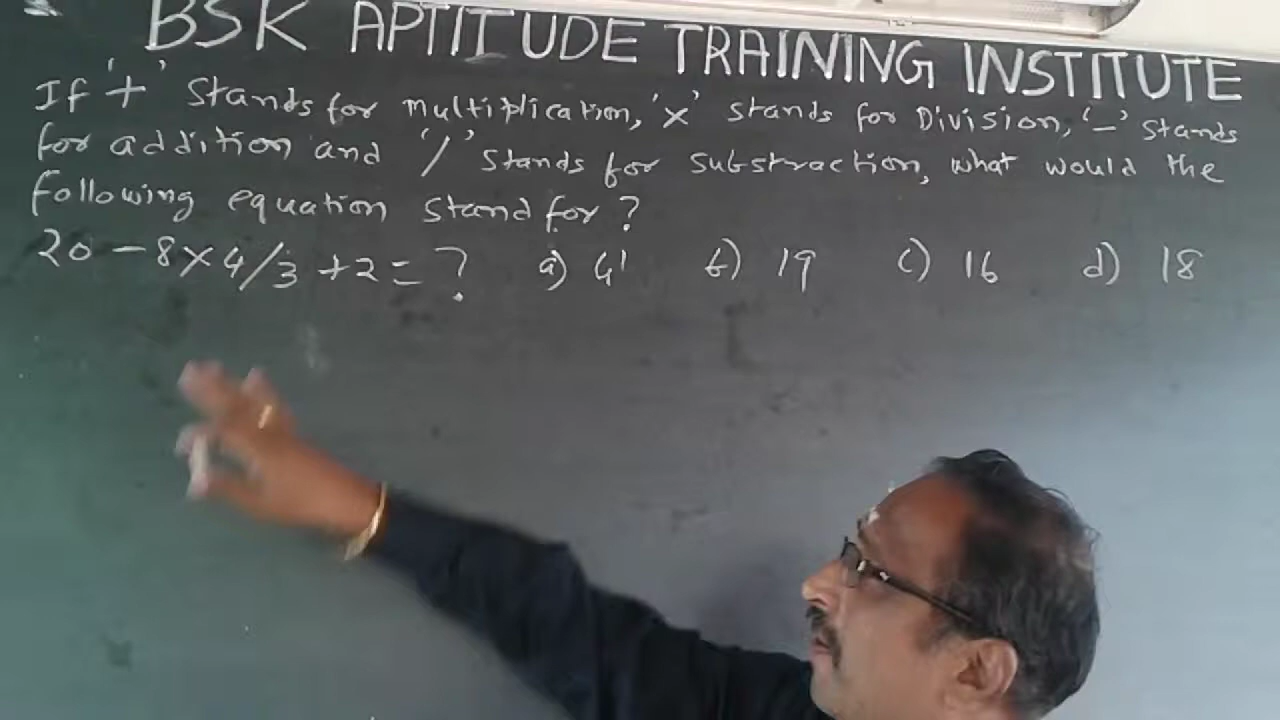 BSK APTITUDE TRAINING INSTITUTE
If '+' stands for multiplication, 'x' stands for Division, '-' stands
for addition and '/' stands for substraction, what would the
following equation stand for ?
20 - 8 x 4 / 3 + 2 = ? a) 41 b) 19 c) 16 d) 18